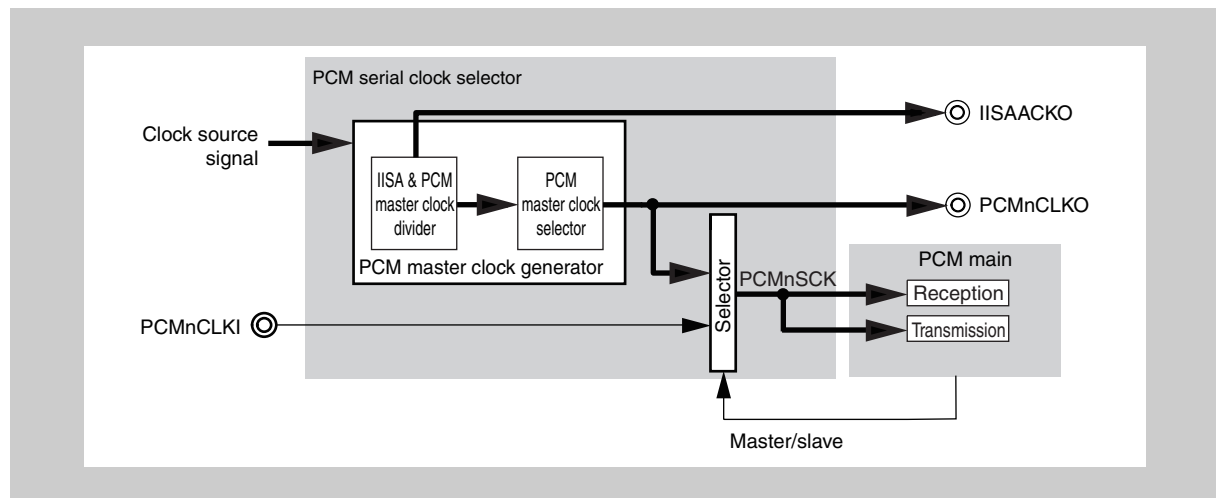 PCM serial clock selector
IISAACKO
Clock source
signal
IISA & PCM
master clock
divider
PCM
master clock
selector
PCMnCLKO
PCM master clock generator
PCM main
PCMnSCK
Reception
Selector
PCMnCLKI
Transmission
Master/slave